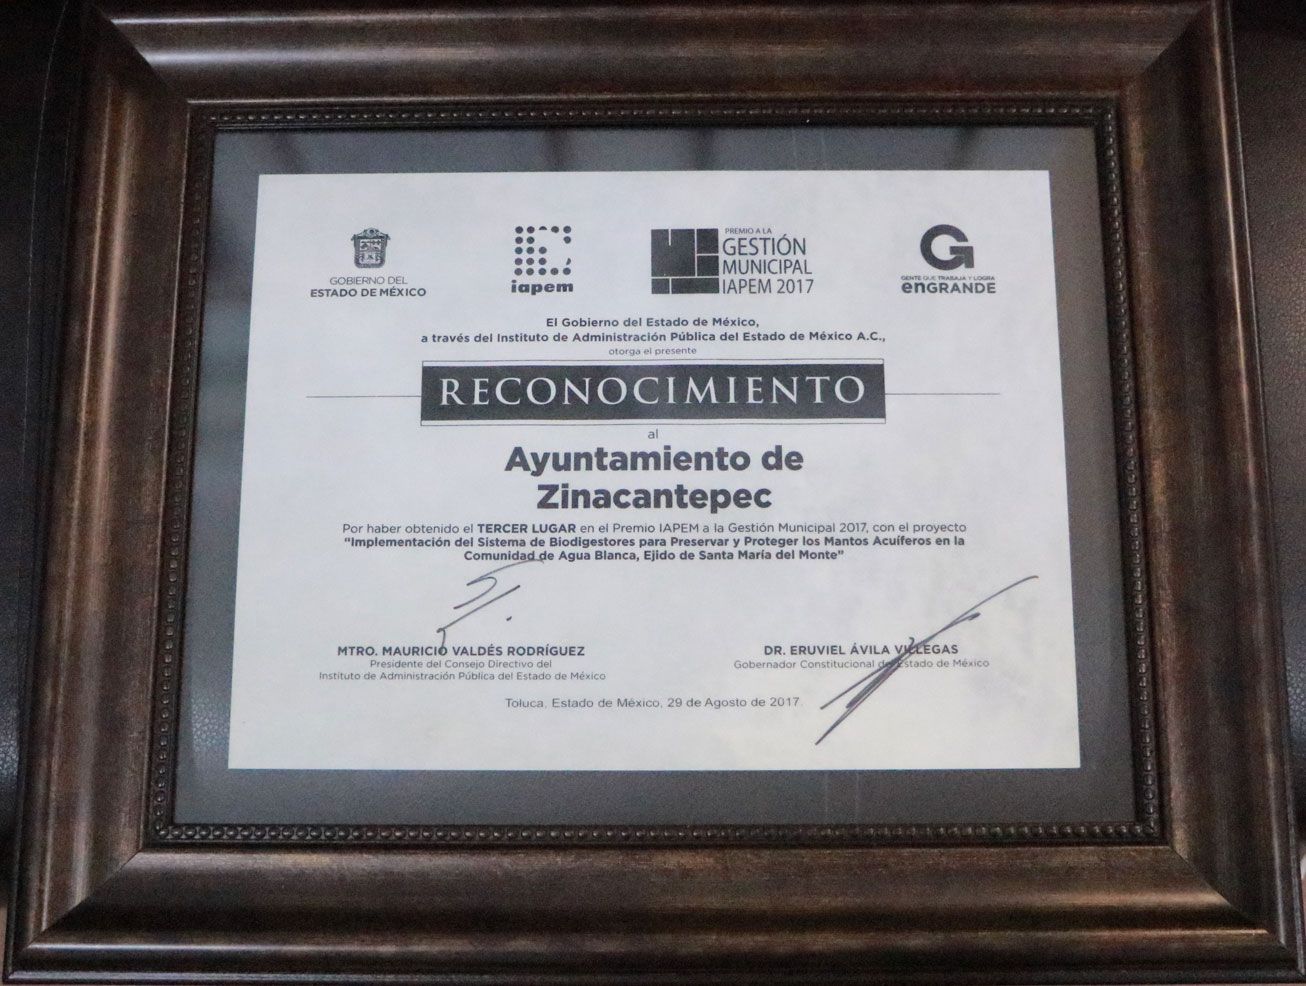 GOBIERNO DEL
ESTADO DE MÉXICO
iapem
PREMIO A LA
GESTIÓN
MUNICIPAL
IAPEM 2017
G
GENTE QUE TRABAJA Y LOGRA
enGRANDE
El Gobierno del Estado de México,
a través del Instituto de Administración Pública del Estado de México A.C.,
otorga el presente
RECONOCIMIENTO
al
Ayuntamiento de
Zinacantepec
Por haber obtenido el TERCER LUGAR en el Premio IAPEM a la Gestión Municipal 2017, con el proyecto
"Implementación del Sistema de Biodigestores para Preservar y Proteger los Mantos Acuíferos en la
Comunidad de Agua Blanca, Ejido de Santa María del Monte"
MTRO. MAURICIO VALDÉS RODRÍGUEZ
Presidente del Consejo Directivo del
Instituto de Administración Pública del Estado de México
DR. ERUVIEL ÁVILA VILLEGAS
Gobernador Constitucional del Estado de México
Toluca, Estado de México, 29 de Agosto de 2017.